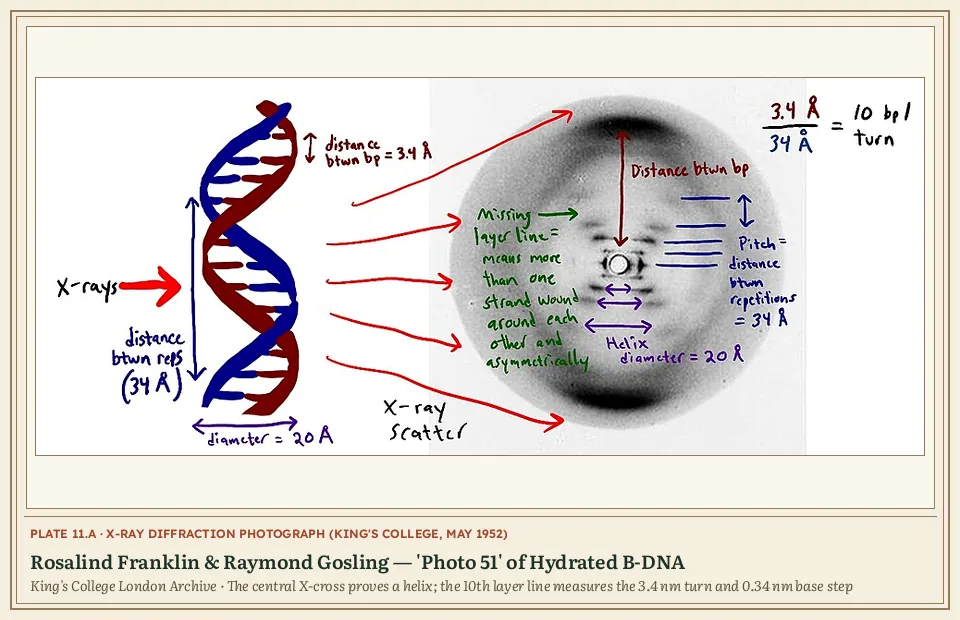 distance
btwn bp = 3.4 Å
X-rays
distance
btwn reps
(34 Å)
diameter = 20 Å
X-ray
scatter
Missing
layer line =
means more
than one
strand wound
around each
other and
asymmetrically
Distance btwn bp
Helix
diameter = 20 Å
Pitch =
distance
btwn
repetitions
= 34 Å
3.4 Å
34 Å
= 10 bp/
turn
PLATE 11.A · X-RAY DIFFRACTION PHOTOGRAPH (KING'S COLLEGE, MAY 1952)
Rosalind Franklin & Raymond Gosling — 'Photo 51' of Hydrated B-DNA
King's College London Archive · The central X-cross proves a helix; the 10th layer line measures the 3.4 nm turn and 0.34 nm base step